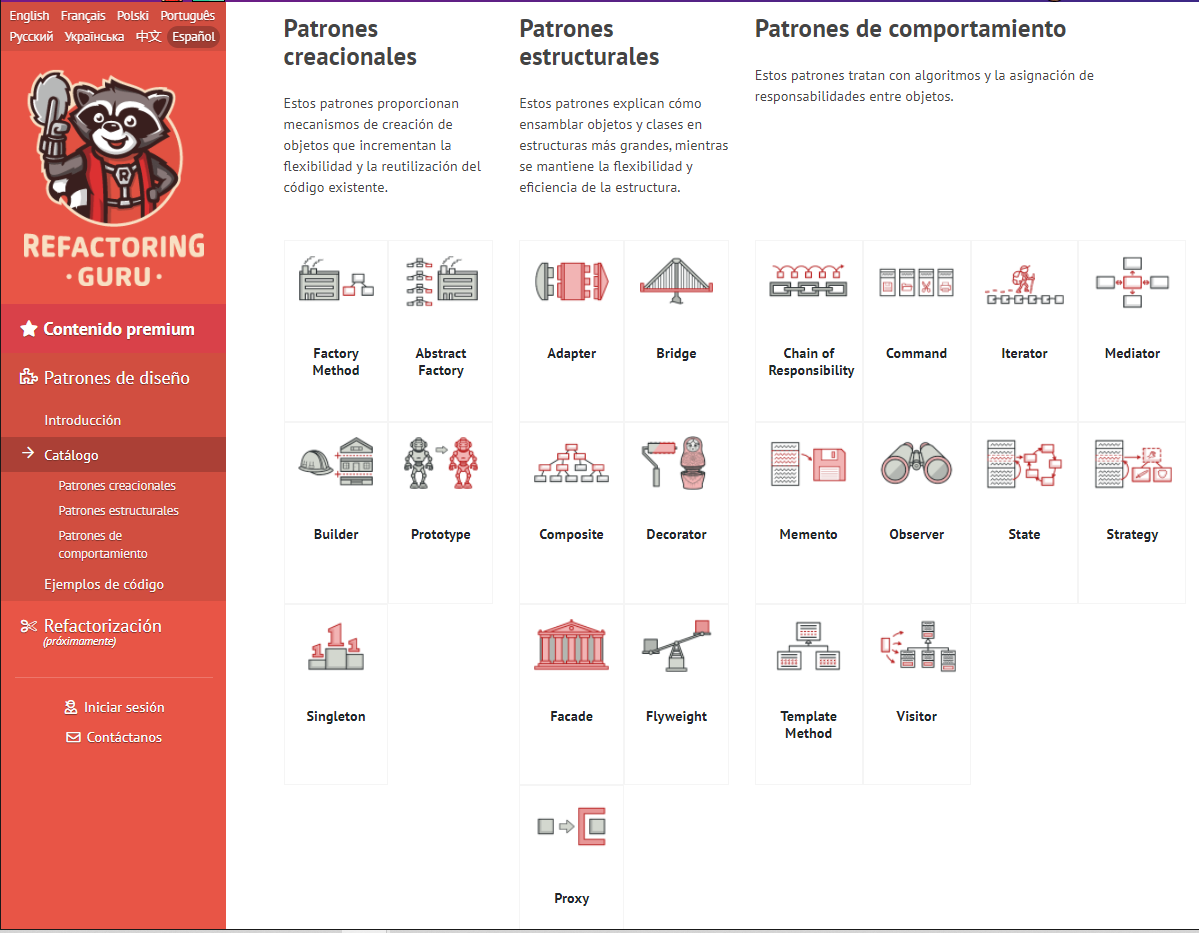 English Français Polski Português
Русский Українська 中文 Español
REFACTORING
· GURU ·
Contenido premium
Patrones de diseño
Introducción
Catálogo
Patrones creacionales
Patrones estructurales
Patrones de
comportamiento
Ejemplos de código
Refactorización
(próximamente)
Iniciar sesión
Contáctanos
Patrones
creacionales
Estos patrones proporcionan
mecanismos de creación de
objetos que incrementan la
flexibilidad y la reutilización del
código existente.
Factory
Method
Abstract
Factory
Builder
Prototype
Singleton
Patrones
estructurales
Estos patrones explican cómo
ensamblar objetos y clases en
estructuras más grandes, mientras
se mantiene la flexibilidad y
eficiencia de la estructura.
Adapter
Bridge
Composite
Decorator
Facade
Flyweight
Proxy
Patrones de comportamiento
Estos patrones tratan con algoritmos y la asignación de
responsabilidades entre objetos.
Chain of
Responsibility
Command
Iterator
Mediator
Memento
Observer
State
Strategy
Template
Method
Visitor